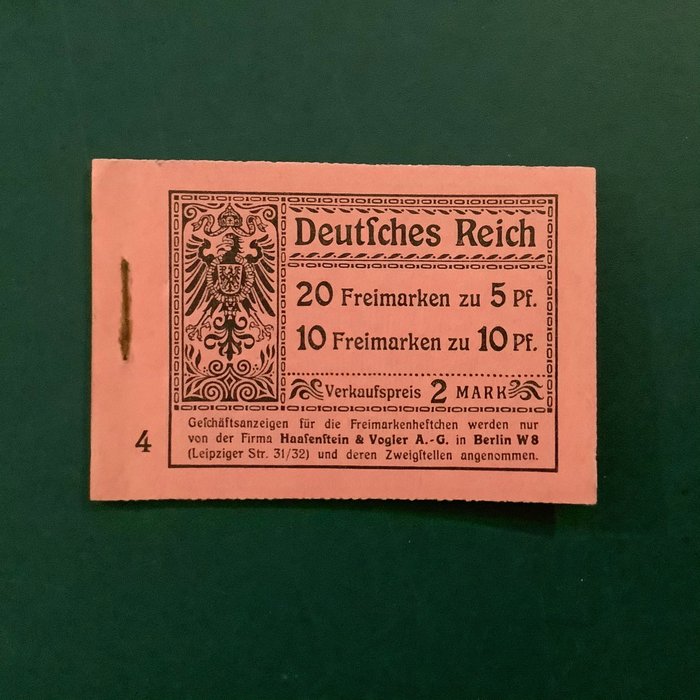 Deutſches Reich
20 Freimarken zu 5 Pf.
10 Freimarken zu 10 Pf.
Verkaufspreis 2 MARK
4
Geſchäftsanzeigen für die Freimarkenheftchen werden nur
von der Firma Haaſenſtein & Vogler A.-G. in Berlin W8
(Leipziger Str. 31/32) und deren Zweigſtellen angenommen.